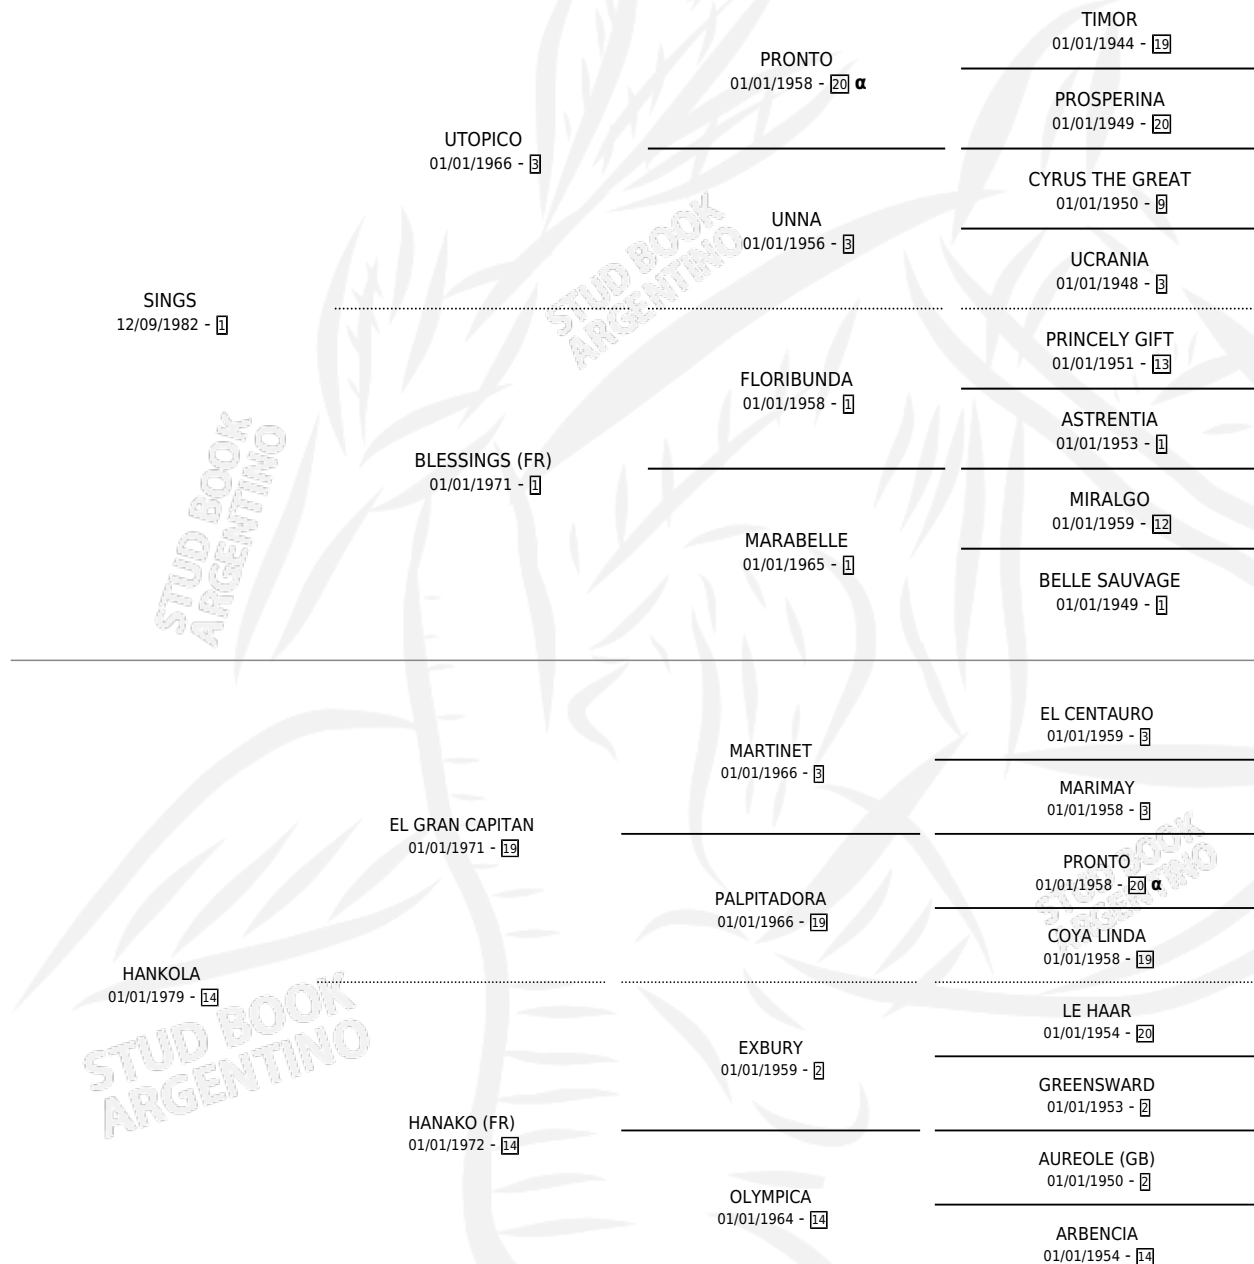 TIMOR
01/01/1944 - 19
PRONTO
01/01/1958 - 20 α
PROSPERINA
01/01/1949 - 20
UTOPICO
01/01/1966 - 3
CYRUS THE GREAT
01/01/1950 - 9
UNNA
01/01/1956 - 3
UCRANIA
01/01/1948 - 3
SINGS
12/09/1982 - 1
STUD BOOK
ARGENTINO
PRINCELY GIFT
01/01/1951 - 13
FLORIBUNDA
01/01/1958 - 1
ASTRENTIA
01/01/1953 - 1
BLESSINGS (FR)
01/01/1971 - 1
MIRALGO
01/01/1959 - 12
MARABELLE
01/01/1965 - 1
BELLE SAUVAGE
01/01/1949 - 1
STUD BOOK
ARGENTINO
EL CENTAURO
01/01/1959 - 3
MARTINET
01/01/1966 - 3
MARIMAY
01/01/1958 - 3
EL GRAN CAPITAN
01/01/1971 - 19
PRONTO
01/01/1958 - 20 α
STUD BOOK
ARGENTINO
PALPITADORA
01/01/1966 - 19
COYA LINDA
01/01/1958 - 19
HANKOLA
01/01/1979 - 14
STUD BOOK
ARGENTINO
LE HAAR
01/01/1954 - 20
EXBURY
01/01/1959 - 2
GREENSWARD
01/01/1953 - 2
HANAKO (FR)
01/01/1972 - 14
AUREOLE (GB)
01/01/1950 - 2
OLYMPICA
01/01/1964 - 14
ARBENCIA
01/01/1954 - 14